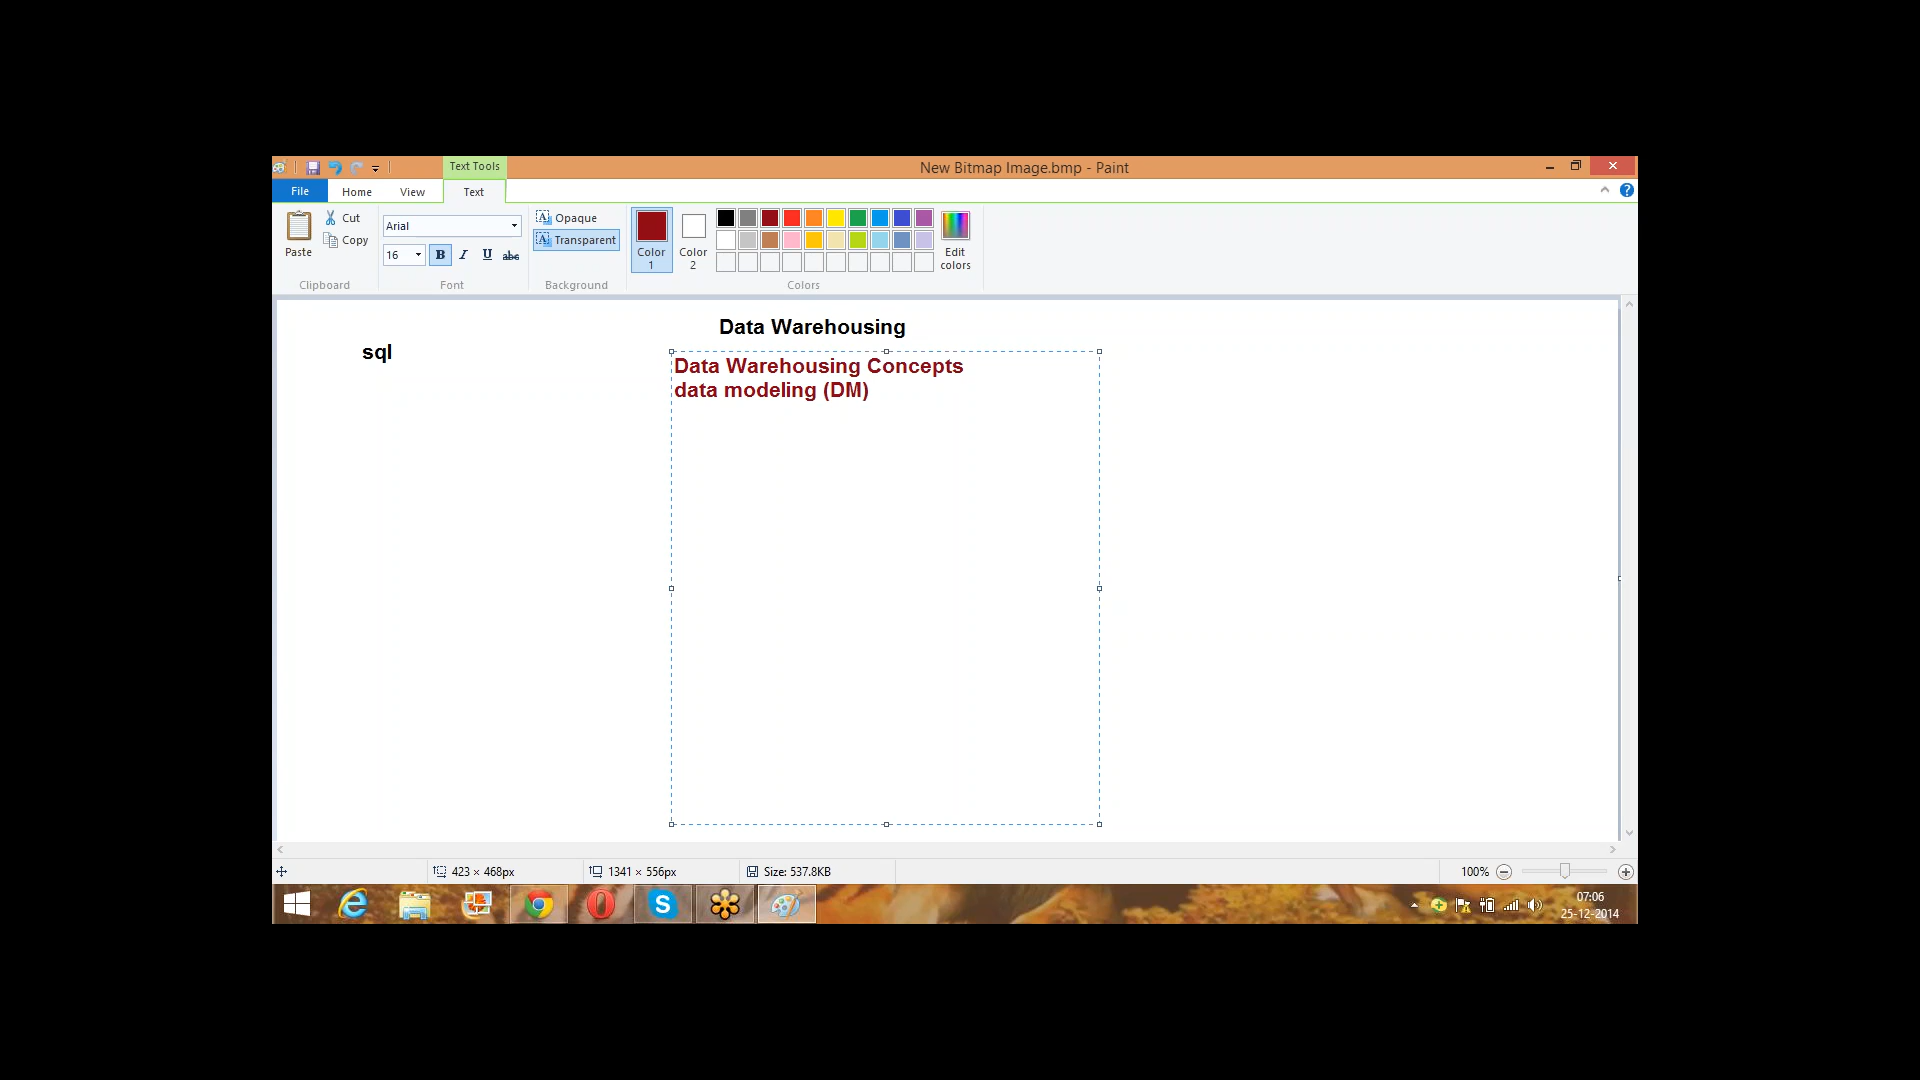 New Bitmap Image.bmp - Paint
Text Tools
File
Home
View
Text
Paste
Cut
Copy
Clipboard
Arial
16
B
I
U
abc
Font
Opaque
Transparent
Background
Color
1
Color
2
Edit
colors
Colors
Data Warehousing
sql
Data Warehousing Concepts
data modeling (DM)
423 × 468px
1341 × 556px
Size: 537.8KB
100%
07:06
25-12-2014